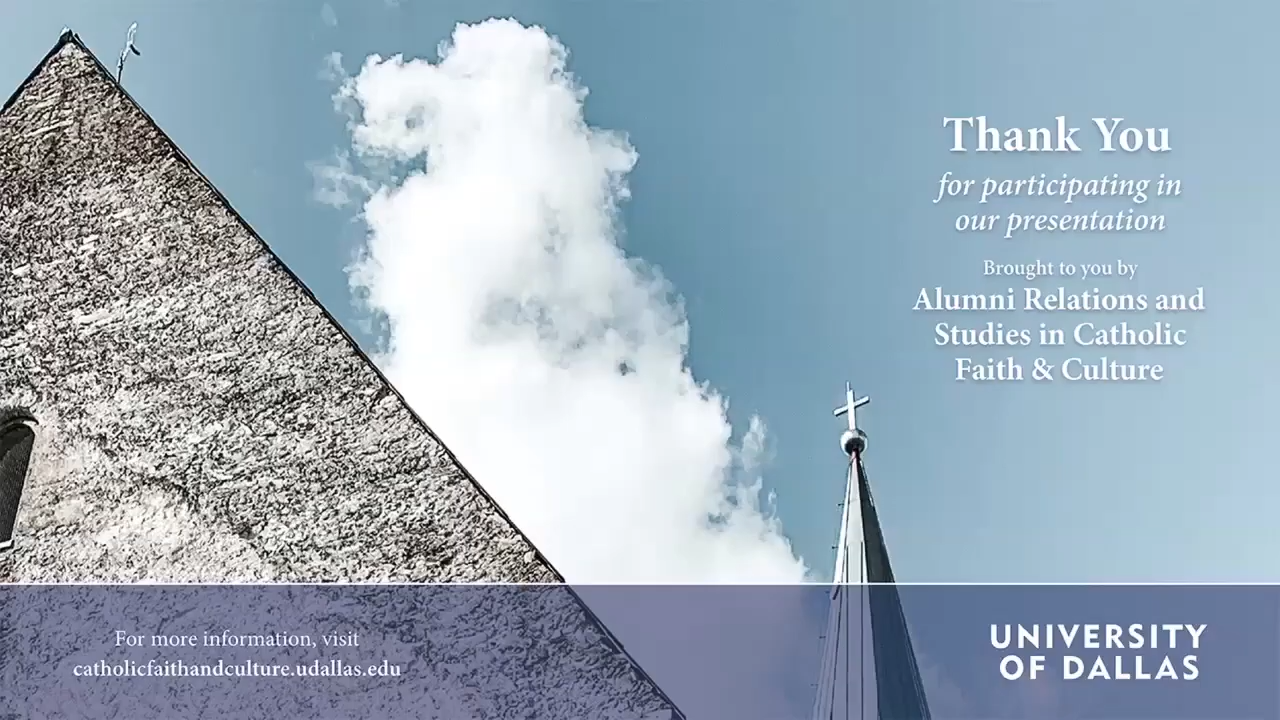 Thank You
for participating in
our presentation
Brought to you by
Alumni Relations and
Studies in Catholic
Faith & Culture
For more information, visit
catholicfaithandculture.udallas.edu
UNIVERSITY
OF DALLAS